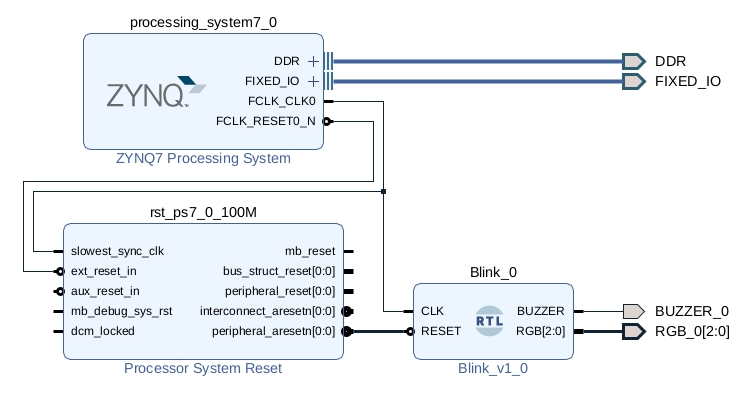 processing_system7_0
DDR
FIXED_IO
FCLK_CLK0
FCLK_RESET0_N
ZYNQ
ZYNQ7 Processing System
DDR
FIXED_IO
rst_ps7_0_100M
slowest_sync_clk
ext_reset_in
aux_reset_in
mb_debug_sys_rst
dcm_locked
mb_reset
bus_struct_reset[0:0]
peripheral_reset[0:0]
interconnect_aresetn[0:0]
peripheral_aresetn[0:0]
Processor System Reset
Blink_0
CLK
RESET
RTL
BUZZER
RGB[2:0]
Blink_v1_0
BUZZER_0
RGB_0[2:0]